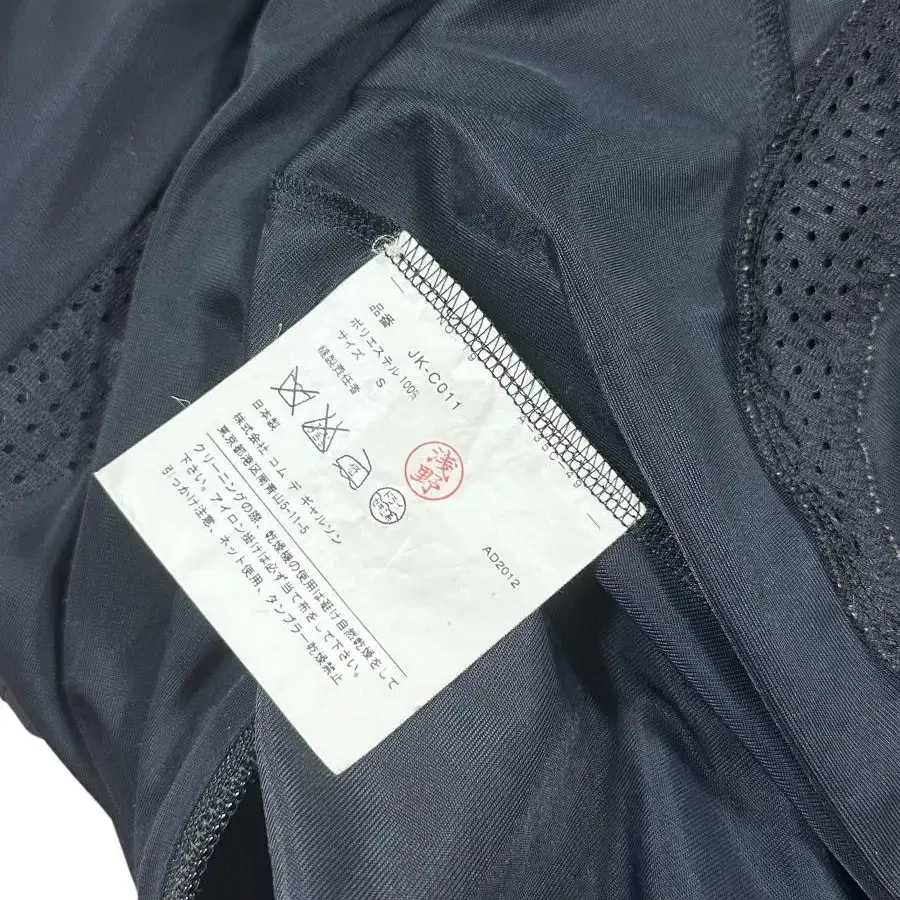 品番 JK-C011
ポリエステル 100%
サイズ S
縫製責任者
海野
日本製
株式会社 コム デ ギャルソン
東京都港区南青山5-11-5
AD2012
クリーニングの際、乾燥機の使用は避け自然乾燥をして
下さい。アイロン掛けは必ず当て布をして下さい。
引っかけ注意、ネット使用、タンブラー乾燥禁止